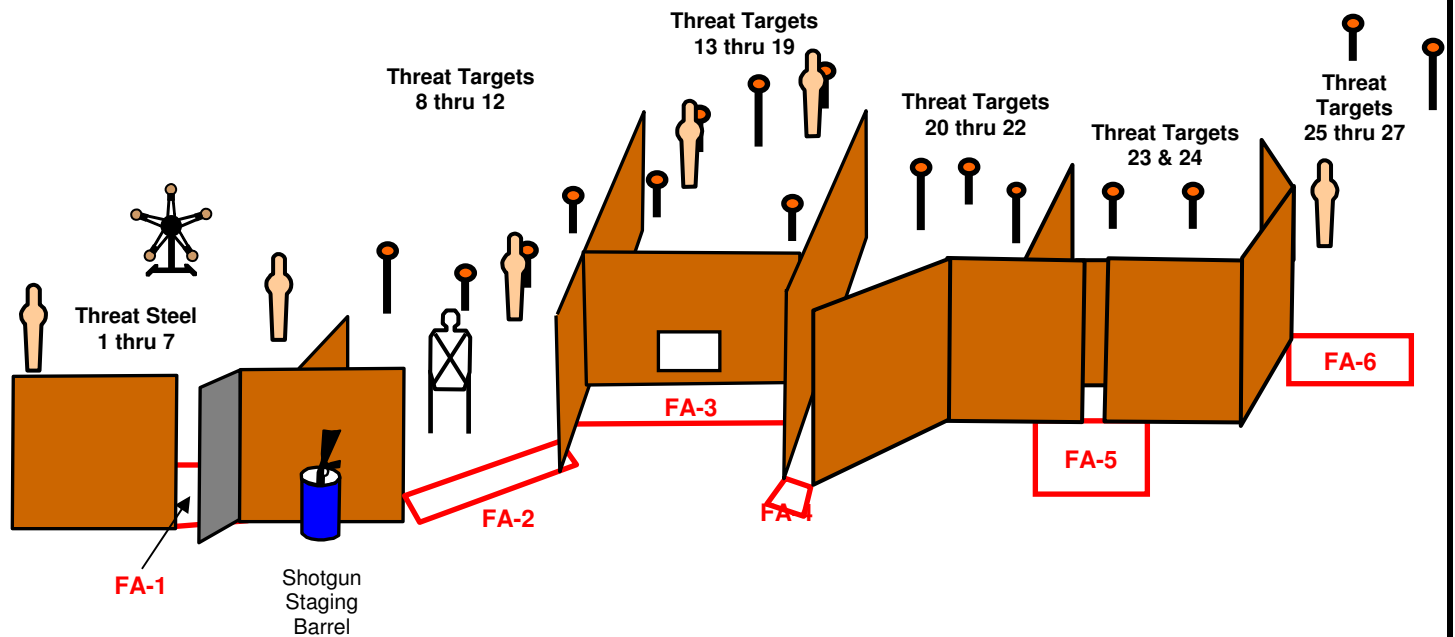 Threat Targets
13 thru 19
Threat Targets
8 thru 12
Threat Targets
20 thru 22
Threat
Targets
25 thru 27
Threat Targets
23 & 24
Threat Steel
1 thru 7
FA-1
FA-2
FA-3
FA-4
FA-5
FA-6
Shotgun
Staging
Barrel